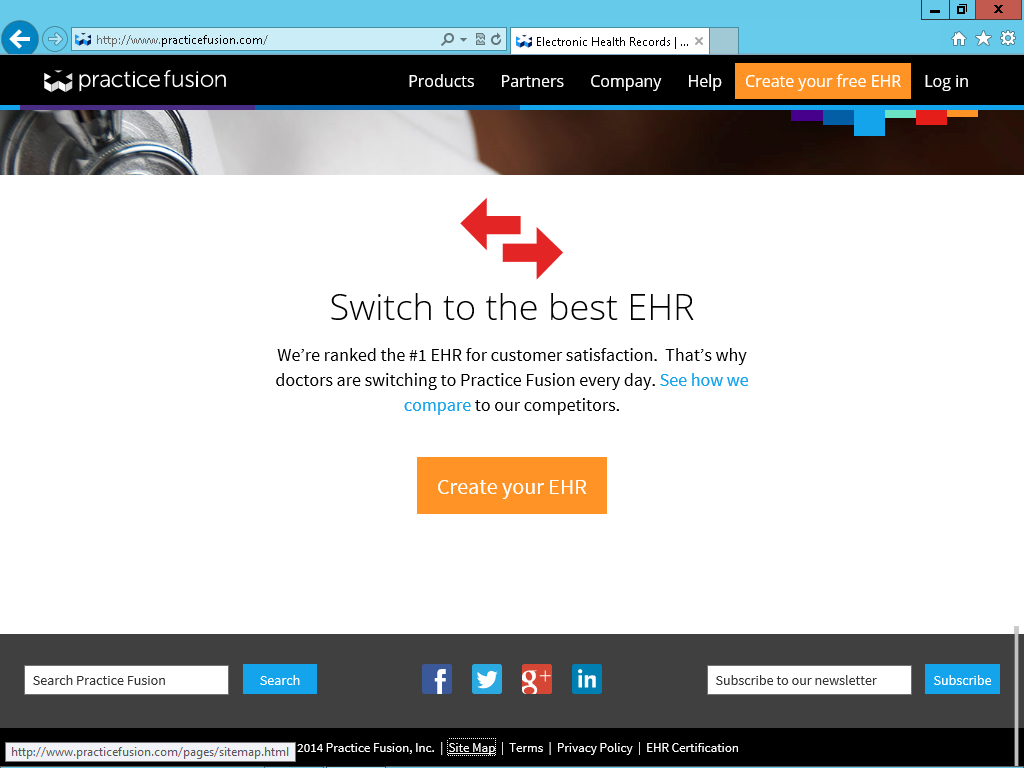 http://www.practicefusion.com/
Electronic Health Records | ...
practice fusion
Products
Partners
Company
Help
Create your free EHR
Log in
Switch to the best EHR
We're ranked the #1 EHR for customer satisfaction. That's why
doctors are switching to Practice Fusion every day. See how we
compare to our competitors.
Create your EHR
Search Practice Fusion
Search
f
g+
in
Subscribe to our newsletter
Subscribe
http://www.practicefusion.com/pages/sitemap.html
2014 Practice Fusion, Inc. | Site Map | Terms | Privacy Policy | EHR Certification